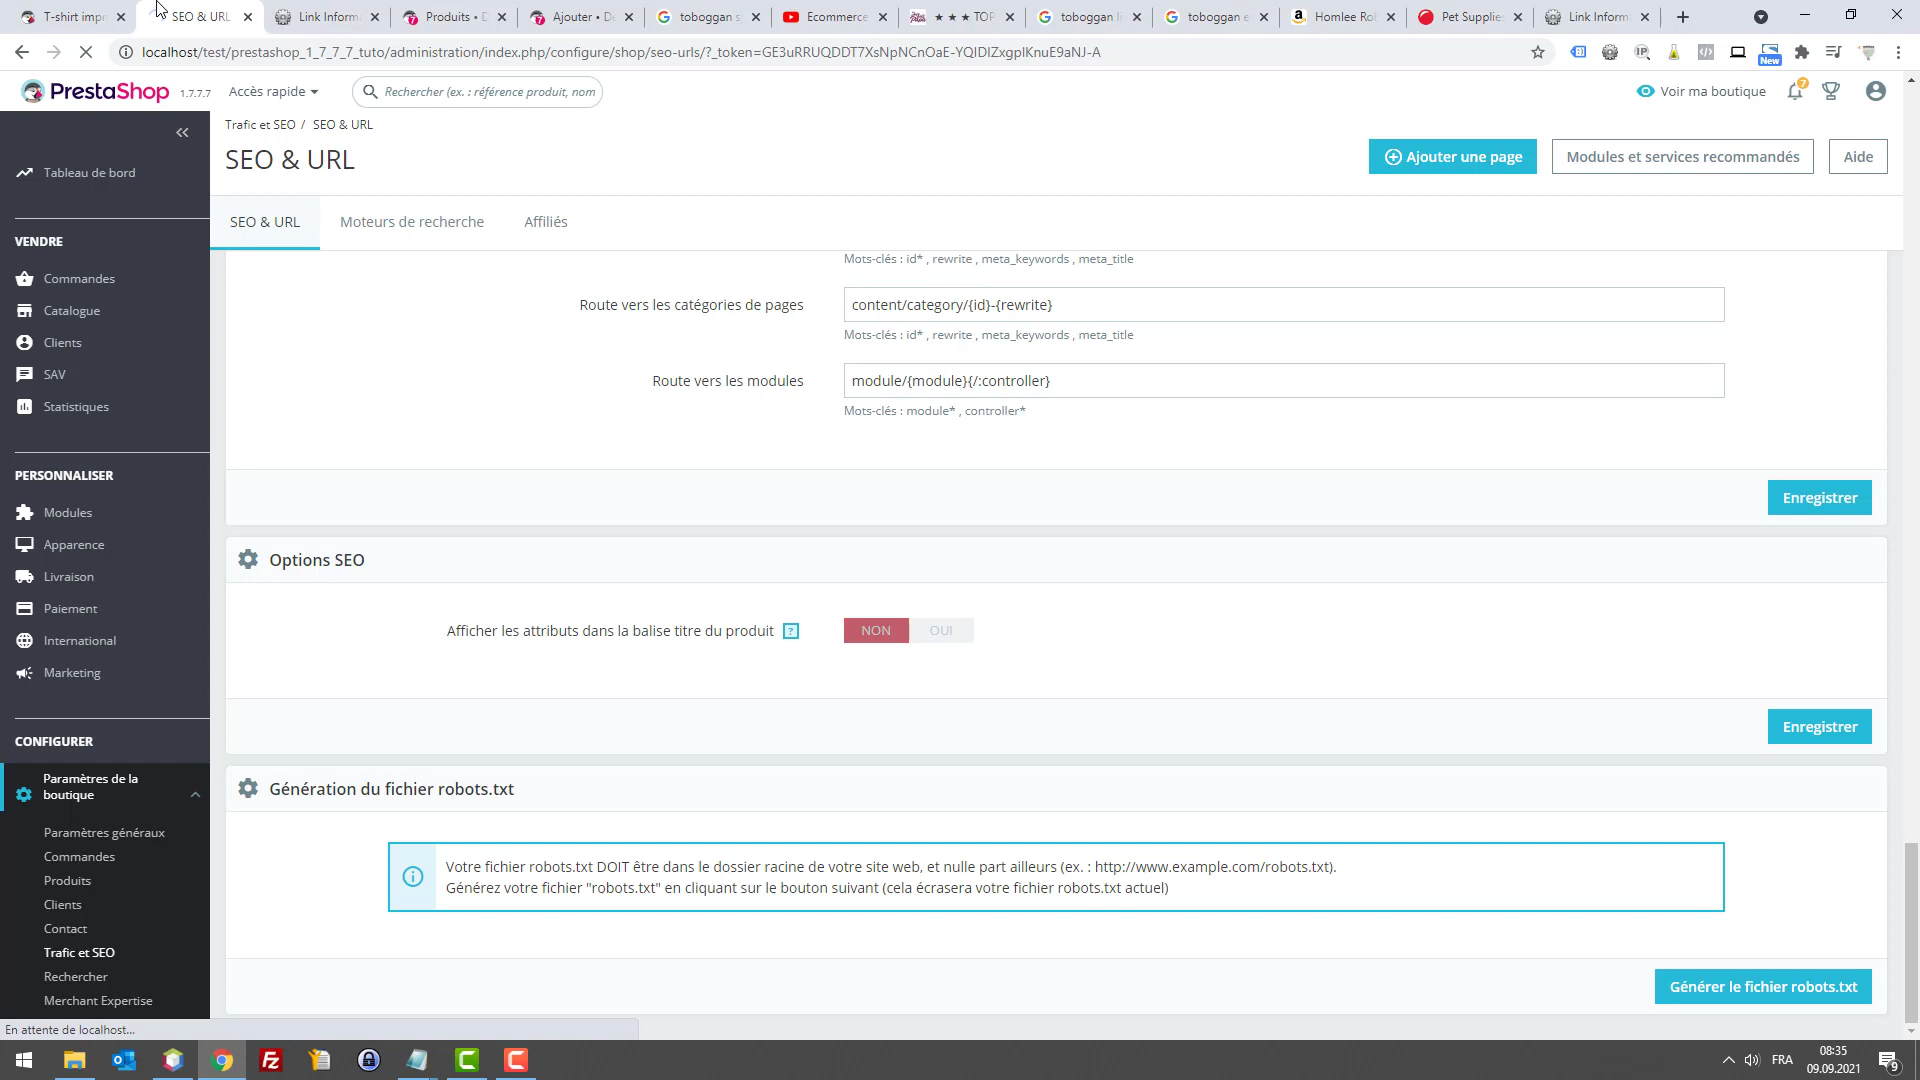 T-shirt imp
SEO & URL
Link Inform
Produits • D
Ajouter • De
toboggan s
Ecommerce
★ ★ ★ TOP
toboggan li
toboggan e
Homlee Ro
Pet Supplie
Link Inform
localhost/test/prestashop_1_7_7_7_tuto/administration/index.php/configure/shop/seo-urls/?_token=GE3uRRUQDDT7XsNpNCnOaE-YQIDIZxgplKnuE9aNJ-A
New
PrestaShop 1.7.7.7
Accès rapide
Rechercher (ex. : référence produit, nom
Voir ma boutique
7
Trafic et SEO / SEO & URL
SEO & URL
Ajouter une page
Modules et services recommandés
Aide
SEO & URL
Moteurs de recherche
Affiliés
Tableau de bord
VENDRE
Commandes
Catalogue
Clients
SAV
Statistiques
PERSONNALISER
Modules
Apparence
Livraison
Paiement
International
Marketing
CONFIGURER
Paramètres de la
boutique
Paramètres généraux
Commandes
Produits
Clients
Contact
Trafic et SEO
Rechercher
Merchant Expertise
Mots-clés : id* , rewrite , meta_keywords , meta_title
Route vers les catégories de pages
content/category/{id}-{rewrite}
Mots-clés : id* , rewrite , meta_keywords , meta_title
Route vers les modules
module/{module}{/:controller}
Mots-clés : module* , controller*
Enregistrer
Options SEO
Afficher les attributs dans la balise titre du produit ?
NON
OUI
Enregistrer
Génération du fichier robots.txt
Votre fichier robots.txt DOIT être dans le dossier racine de votre site web, et nulle part ailleurs (ex. : http://www.example.com/robots.txt).
Générez votre fichier "robots.txt" en cliquant sur le bouton suivant (cela écrasera votre fichier robots.txt actuel)
Générer le fichier robots.txt
En attente de localhost...
FRA
08:35
09.09.2021
9